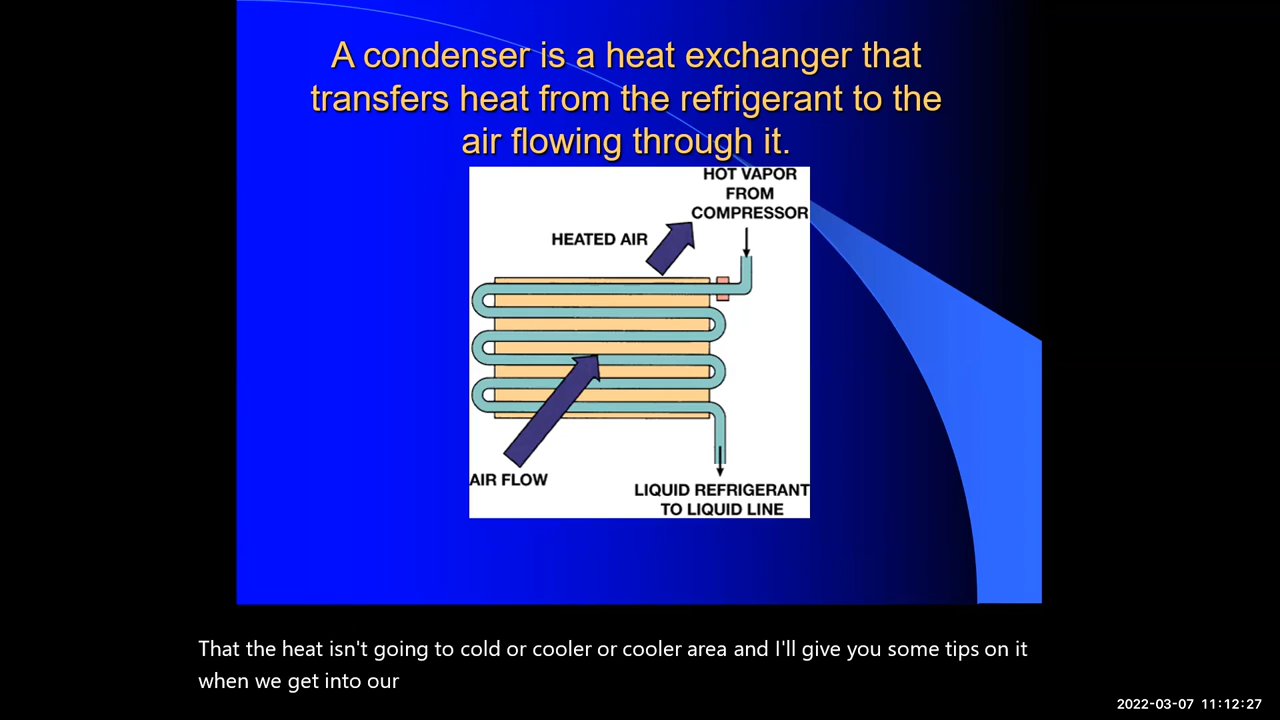 A condenser is a heat exchanger that
transfers heat from the refrigerant to the
air flowing through it.
HOT VAPOR
FROM
COMPRESSOR
HEATED AIR
AIR FLOW
LIQUID REFRIGERANT
TO LIQUID LINE
That the heat isn't going to cold or cooler or cooler area and I'll give you some tips on it
when we get into our
2022-03-07 11:12:27